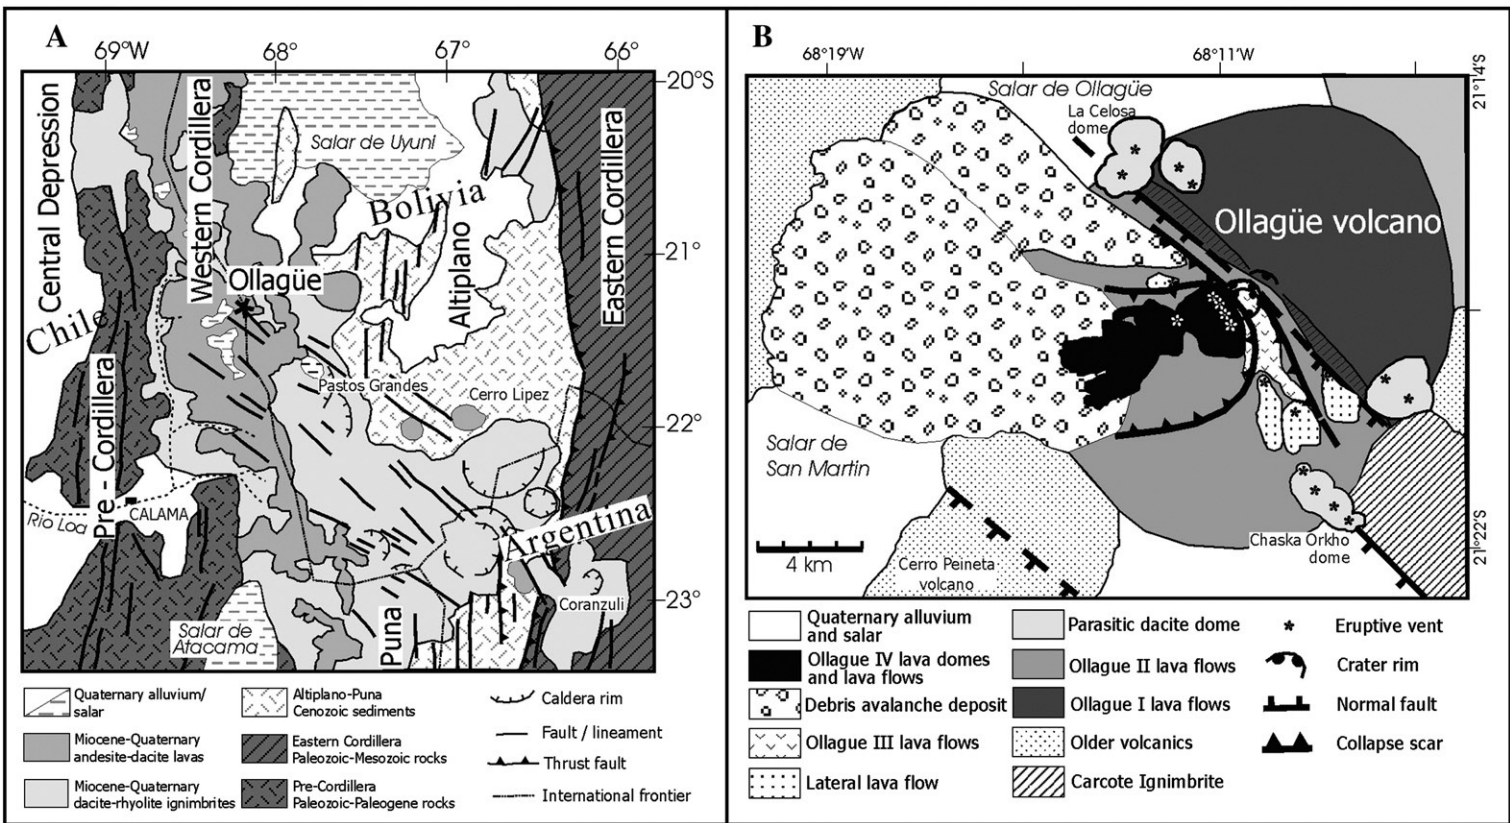 A
69°W
68°
67°
66°
20°S
21°
22°
23°
Central Depression
Western Cordillera
Salar de Uyuni
Bolivia
Altiplano
Eastern Cordillera
Ollagüe
Chile
Pre - Cordillera
Pastos Grandes
Cerro Lipez
Río Loa
CALAMA
Argentina
Puna
Coranzuli
Salar de
Atacama
Quaternary alluvium/
salar
Miocene-Quaternary
andesite-dacite lavas
Miocene-Quaternary
dacite-rhyolite ignimbrites
Altiplano-Puna
Cenozoic sediments
Eastern Cordillera
Paleozoic-Mesozoic rocks
Pre-Cordillera
Paleozoic-Paleogene rocks
Caldera rim
Fault / lineament
Thrust fault
International frontier
B
68°19'W
68°11'W
21°14'S
21°22'S
Salar de Ollagüe
La Celosa
dome
Ollagüe volcano
Salar de
San Martín
4 km
Cerro Peineta
volcano
Chaska Orkho
dome
Quaternary alluvium
and salar
Ollague IV lava domes
and lava flows
Debris avalanche deposit
Ollague III lava flows
Lateral lava flow
Parasitic dacite dome
Ollague II lava flows
Ollague I lava flows
Older volcanics
Carcote Ignimbrite
Eruptive vent
Crater rim
Normal fault
Collapse scar